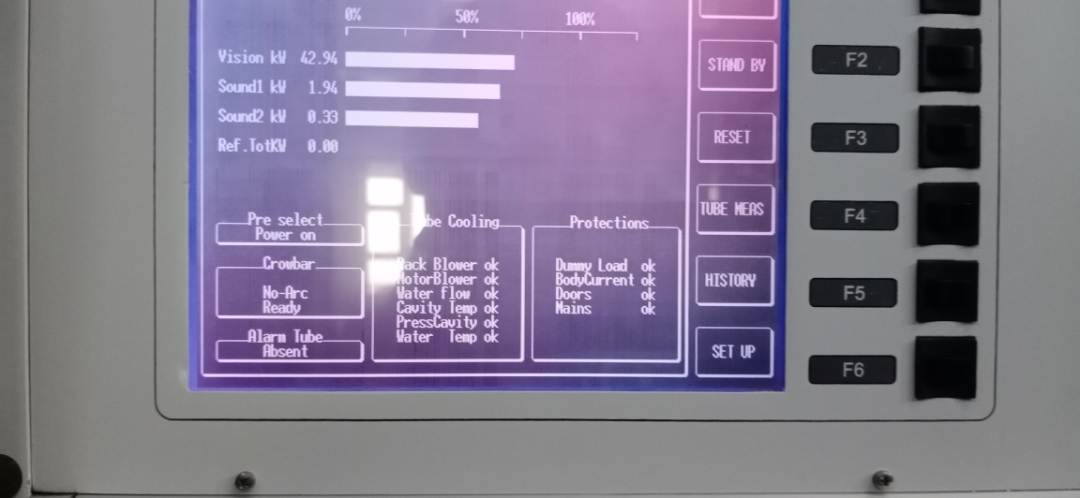 0% 50% 100%
Vision kW 42.94
Sound1 kW 1.94
Sound2 kW 0.33
Ref.TotKW 0.00
STAND BY
F2
RESET
F3
TUBE MEAS
F4
HISTORY
F5
SET UP
F6
Pre select
Power on
Crowbar
No-Arc
Ready
Alarm Tube
Absent
Cooling
Blower ok
MotorBlower ok
Water flow ok
Cavity Temp ok
PressCavity ok
Water Temp ok
Protections
Dummy Load ok
BodyCurrent ok
Doors ok
Mains ok